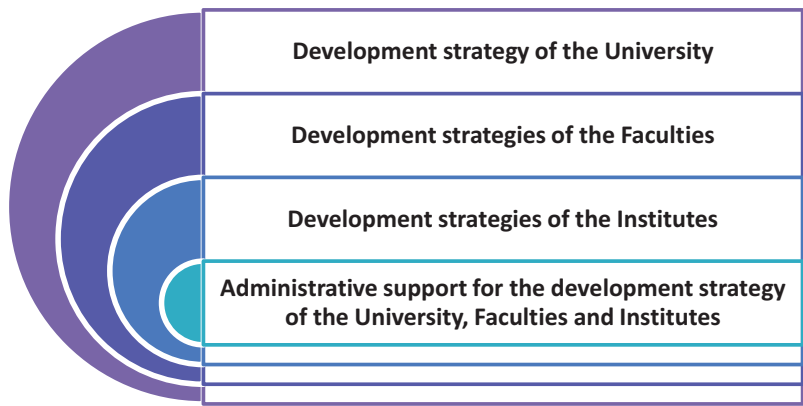 Development strategy of the University
Development strategies of the Faculties
Development strategies of the Institutes
Administrative support for the development strategy
of the University, Faculties and Institutes